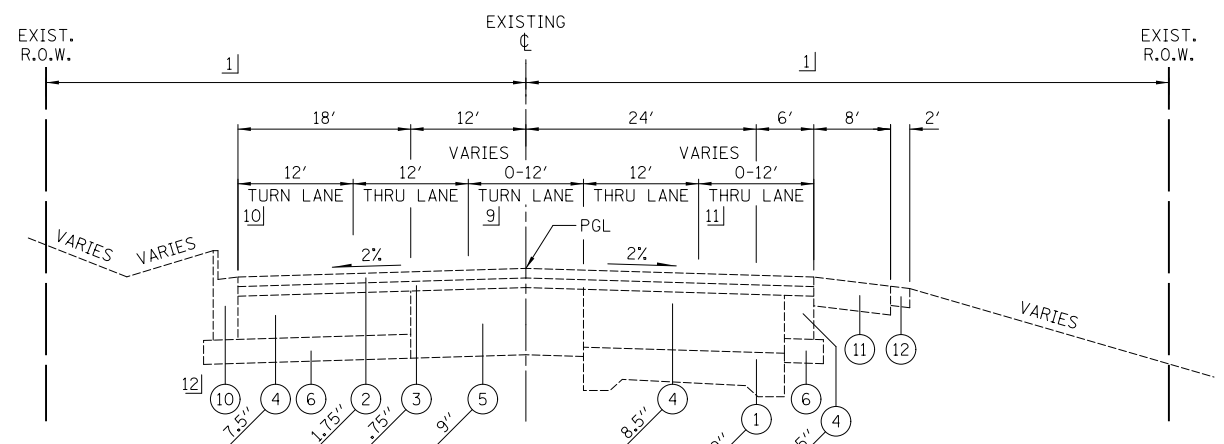 EXISTING
℄
EXIST.
R.O.W.
EXIST.
R.O.W.
1
1
18' 12' 24' 6' 8' 2'
VARIES VARIES
12' 12' 0-12' 12' 0-12'
TURN LANE THRU LANE TURN LANE THRU LANE THRU LANE
10 9 11
PGL
VARIES VARIES 2% 2%
VARIES
12
10 4 6 2 3 5 4 1 6 4 11 12
7.5" 1.75" .75" 9" 8.5"